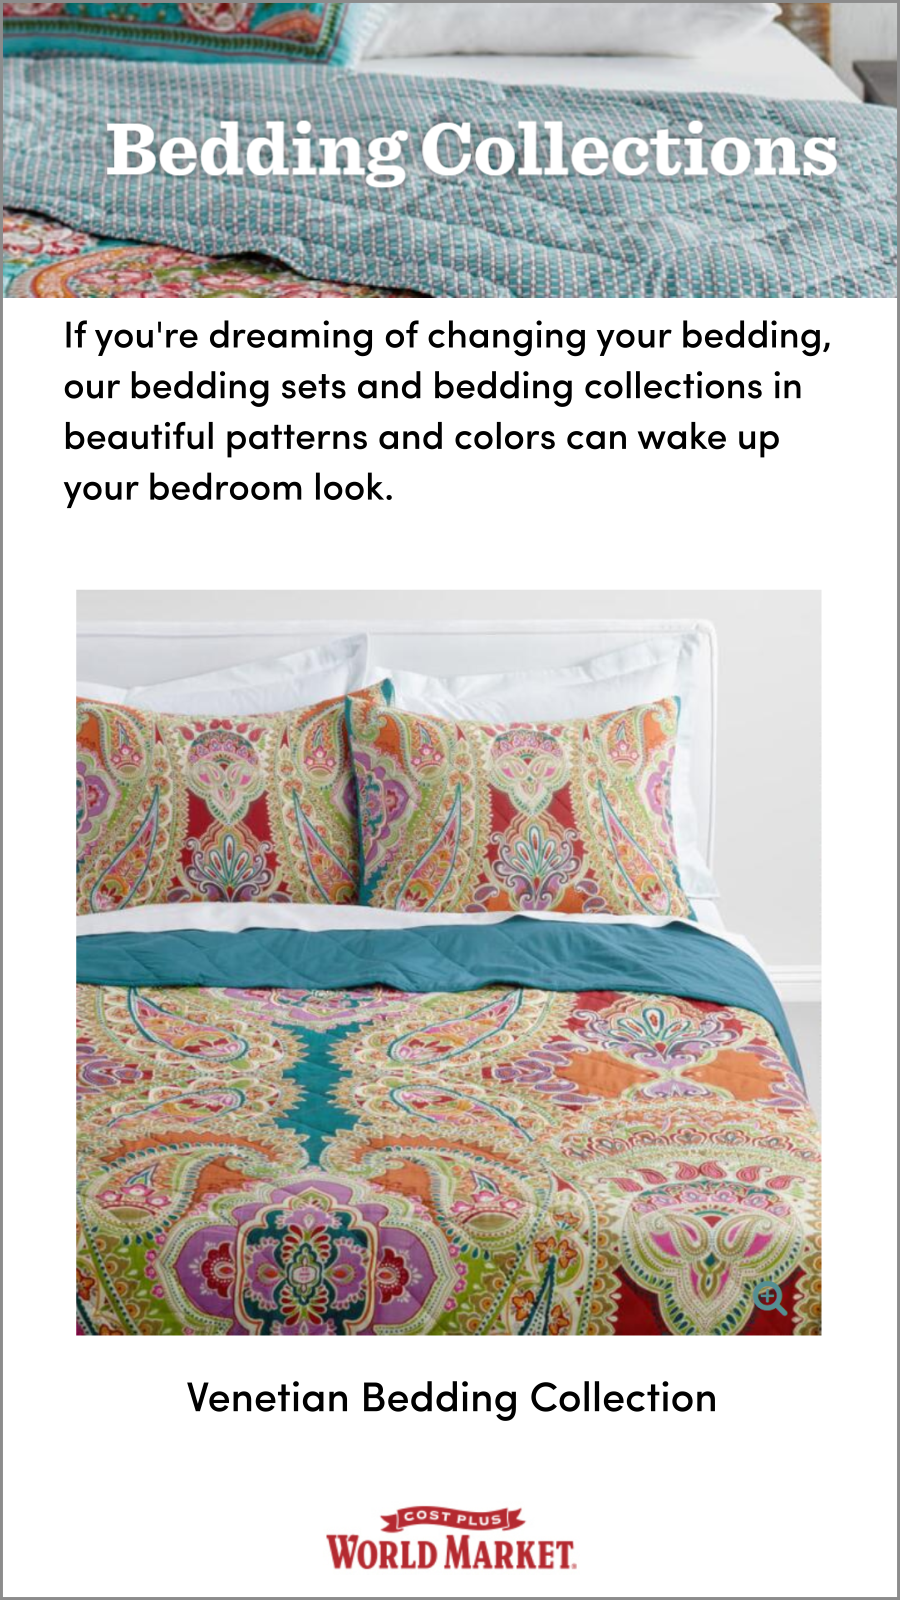 Bedding Collections
If you're dreaming of changing your bedding,
our bedding sets and bedding collections in
beautiful patterns and colors can wake up
your bedroom look.
Venetian Bedding Collection
COST PLUS
WORLD MARKET.